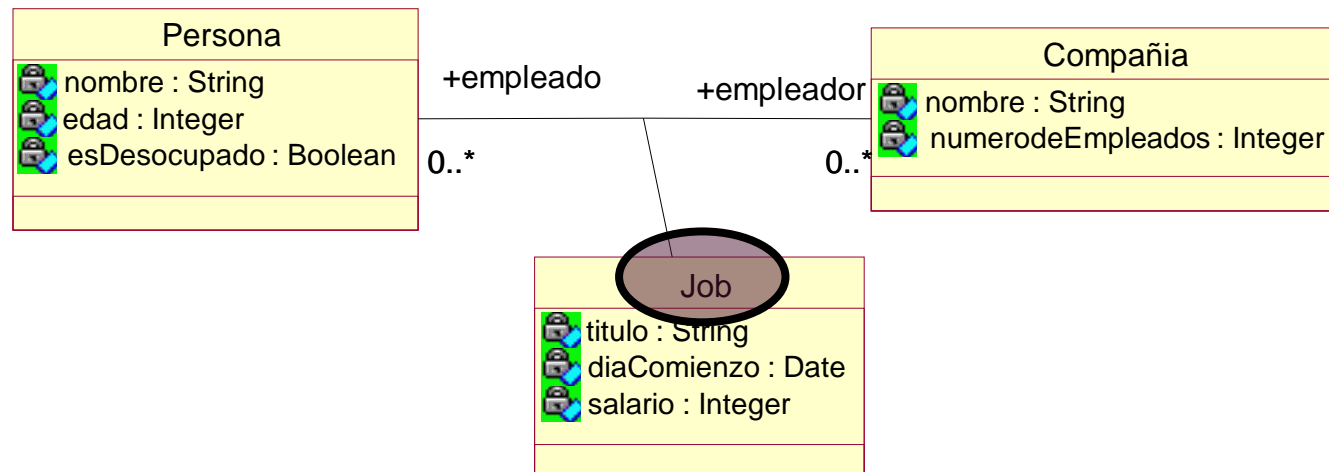 Persona
nombre : String
edad : Integer
esDesocupado : Boolean
+empleado
0..*
+empleador
0..*
Compañia
nombre : String
numerodeEmpleados : Integer
Job
titulo : String
diaComienzo : Date
salario : Integer